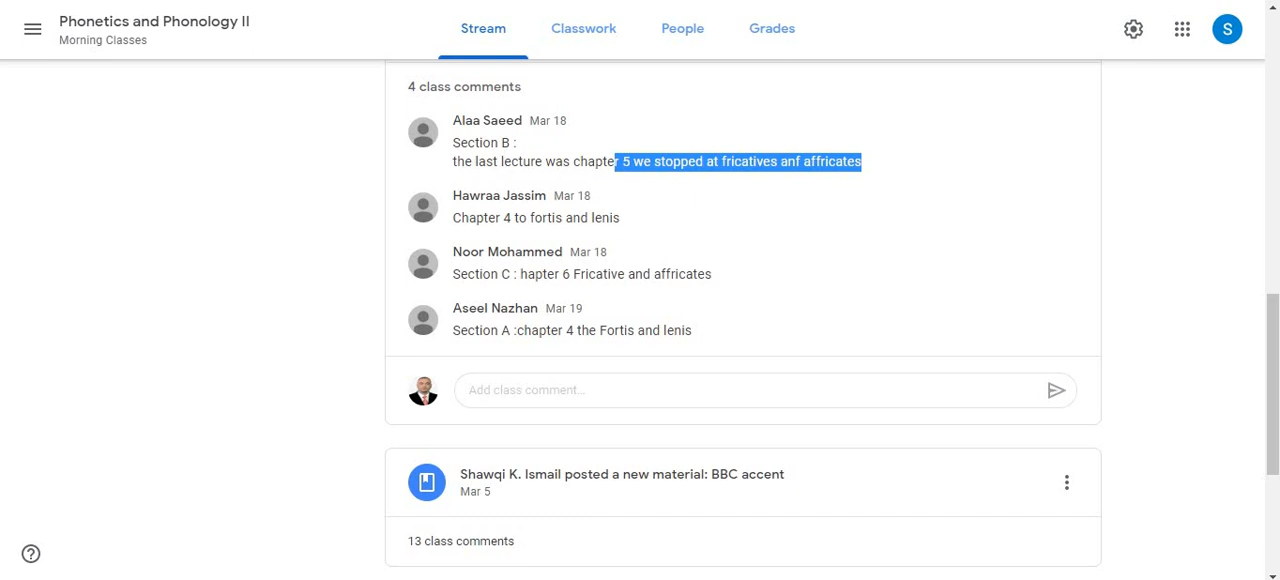 Phonetics and Phonology II
Morning Classes
Stream
Classwork
People
Grades
S
4 class comments
Alaa Saeed Mar 18
Section B :
the last lecture was chapter 5 we stopped at fricatives anf affricates
Hawraa Jassim Mar 18
Chapter 4 to fortis and lenis
Noor Mohammed Mar 18
Section C : hapter 6 Fricative and affricates
Aseel Nazhan Mar 19
Section A :chapter 4 the Fortis and lenis
Add class comment...
Shawqi K. Ismail posted a new material: BBC accent
Mar 5
13 class comments